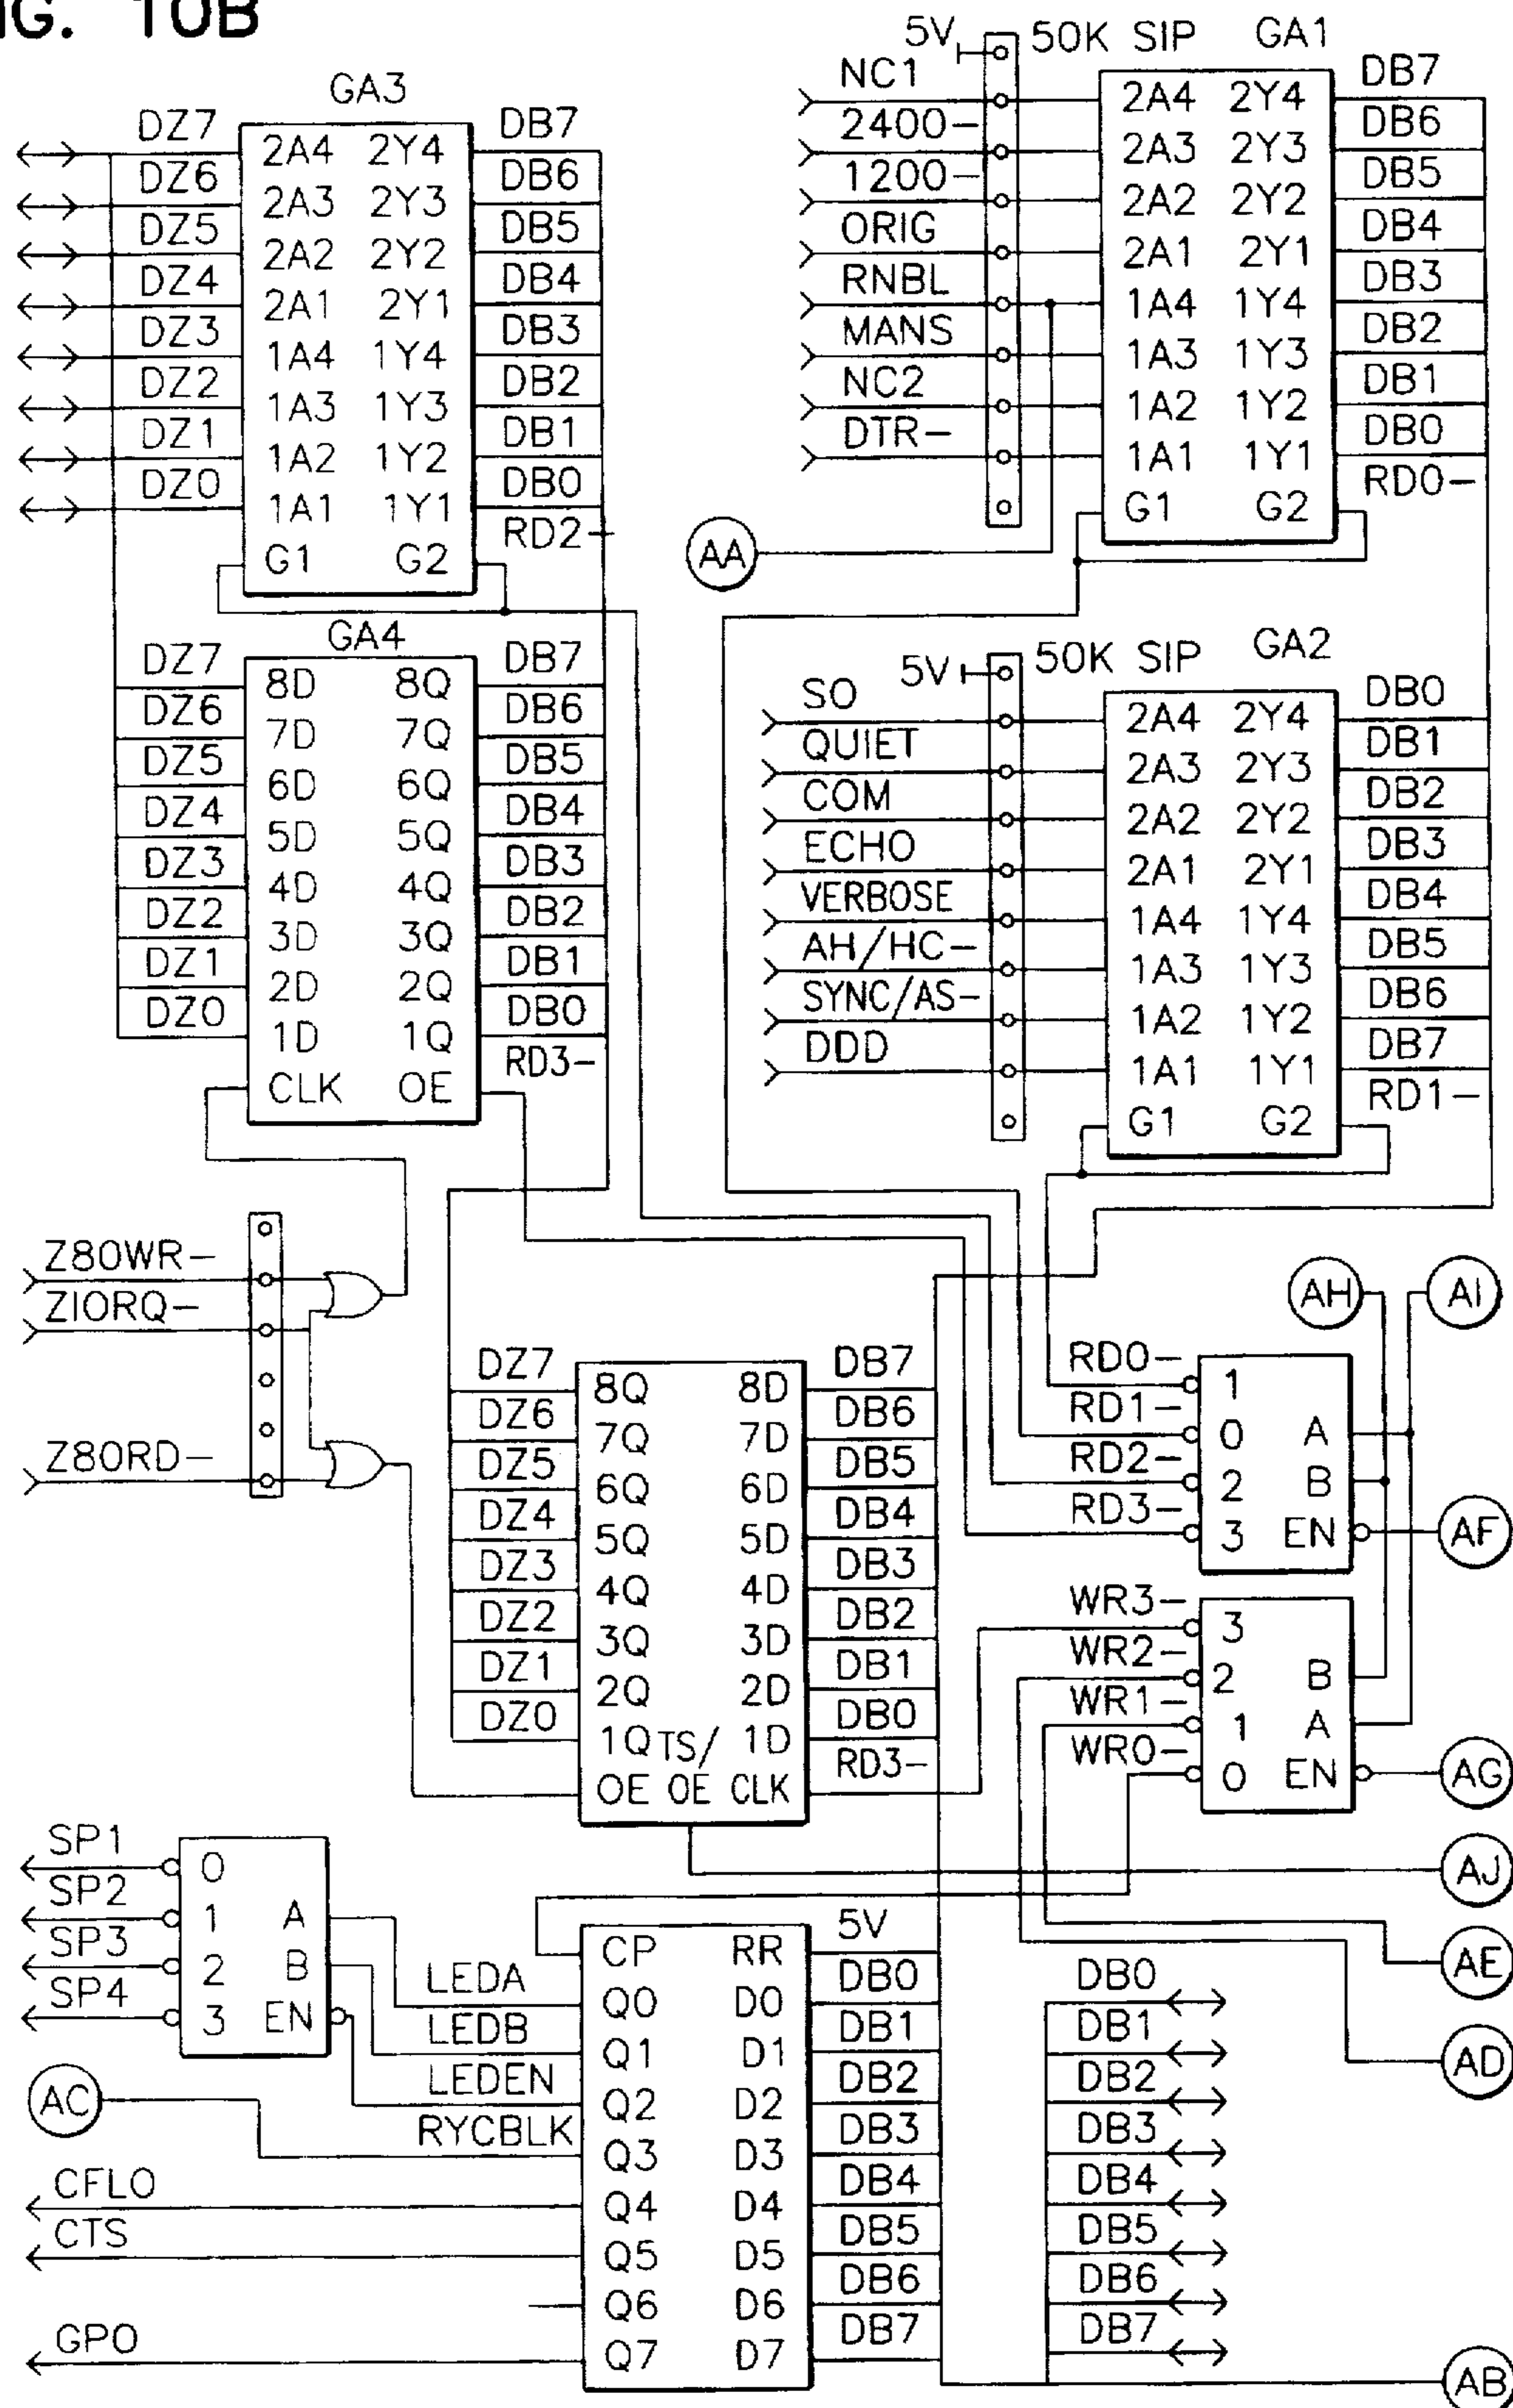 IG. 10B
GA3
DZ7 2A4 2Y4 DB7
DZ6 2A3 2Y3 DB6
DZ5 2A2 2Y2 DB5
DZ4 2A1 2Y1 DB4
DZ3 1A4 1Y4 DB3
DZ2 1A3 1Y3 DB2
DZ1 1A2 1Y2 DB1
DZ0 1A1 1Y1 DB0
G1 G2 RD2-
5V 50K SIP GA1
NC1 2A4 2Y4 DB7
2400- 2A3 2Y3 DB6
1200- 2A2 2Y2 DB5
ORIG 2A1 2Y1 DB4
RNBL 1A4 1Y4 DB3
MANS 1A3 1Y3 DB2
NC2 1A2 1Y2 DB1
DTR- 1A1 1Y1 DB0
G1 G2 RD0-
AA
GA4
DZ7 8D 8Q DB7
DZ6 7D 7Q DB6
DZ5 6D 6Q DB5
DZ4 5D 5Q DB4
DZ3 4D 4Q DB3
DZ2 3D 3Q DB2
DZ1 2D 2Q DB1
DZ0 1D 1Q DB0
CLK OE RD3-
5V 50K SIP GA2
SO 2A4 2Y4 DB0
QUIET 2A3 2Y3 DB1
COM 2A2 2Y2 DB2
ECHO 2A1 2Y1 DB3
VERBOSE 1A4 1Y4 DB4
AH/HC- 1A3 1Y3 DB5
SYNC/AS- 1A2 1Y2 DB6
DDD 1A1 1Y1 DB7
G1 G2 RD1-
Z80WR-
ZIORQ-
Z80RD-
AH AI
RD0- 1
RD1- 0 A
RD2- 2 B
RD3- 3 EN AF
DZ7 8Q 8D DB7
DZ6 7Q 7D DB6
DZ5 6Q 6D DB5
DZ4 5Q 5D DB4
DZ3 4Q 4D DB3
DZ2 3Q 3D DB2
DZ1 2Q 2D DB1
DZ0 1Q TS/ 1D DB0
OE OE CLK RD3-
WR3- 3
WR2- 2 B
WR1- 1 A
WR0- 0 EN AG
AJ
AE
AD
SP1 0
SP2 1 A
SP3 2 B
SP4 3 EN
AC
CP RR 5V
LEDA Q0 D0 DB0
LEDB Q1 D1 DB1
LEDEN Q2 D2 DB2
RYCBLK Q3 D3 DB3
CFLO Q4 D4 DB4
CTS Q5 D5 DB5
Q6 D6 DB6
GPO Q7 D7 DB7
DB0
DB1
DB2
DB3
DB4
DB5
DB6
DB7
AB